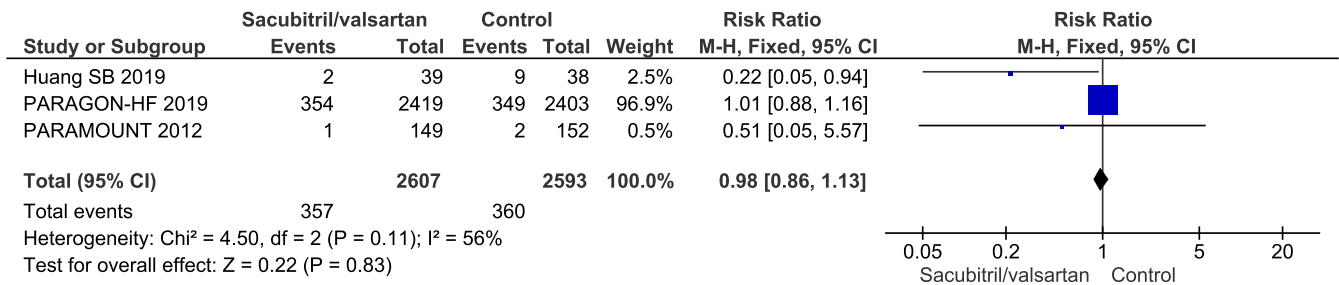 Sacubitril/valsartan Control Risk Ratio Risk Ratio
Study or Subgroup Events Total Events Total Weight M-H, Fixed, 95% CI M-H, Fixed, 95% CI
Huang SB 2019 2 39 9 38 2.5% 0.22 [0.05, 0.94]
PARAGON-HF 2019 354 2419 349 2403 96.9% 1.01 [0.88, 1.16]
PARAMOUNT 2012 1 149 2 152 0.5% 0.51 [0.05, 5.57]
Total (95% CI) 2607 2593 100.0% 0.98 [0.86, 1.13]
Total events 357 360
Heterogeneity: Chi² = 4.50, df = 2 (P = 0.11); I² = 56%
Test for overall effect: Z = 0.22 (P = 0.83)
0.05 0.2 1 5 20
Sacubitril/valsartan Control